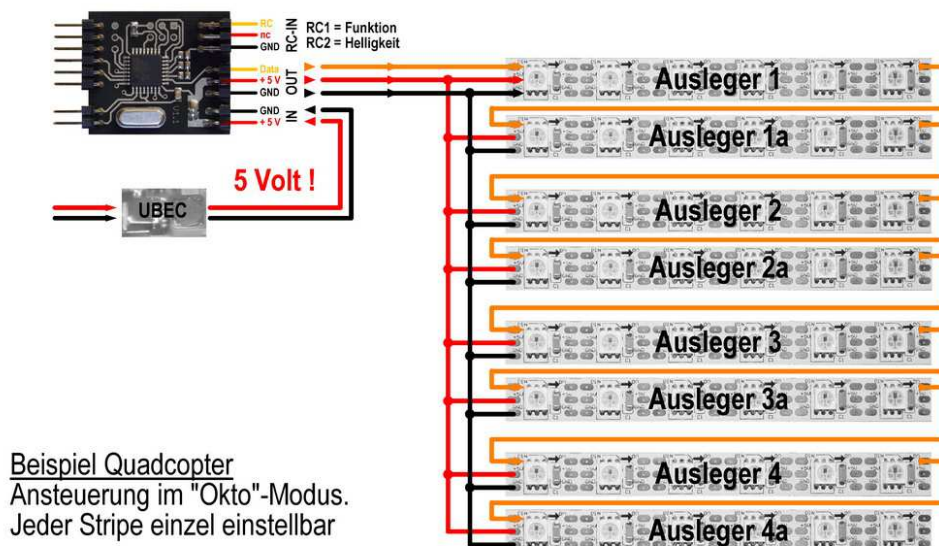 RC
nc
GND
RC-IN
RC1 = Funktion
RC2 = Helligkeit
Data
+ 5 V
GND
OUT
GND
+ 5 V
IN
5 Volt !
UBEC
Ausleger 1
Ausleger 1a
Ausleger 2
Ausleger 2a
Ausleger 3
Ausleger 3a
Ausleger 4
Ausleger 4a
Beispiel Quadcopter
Ansteuerung im "Okto"-Modus.
Jeder Stripe einzel einstellbar